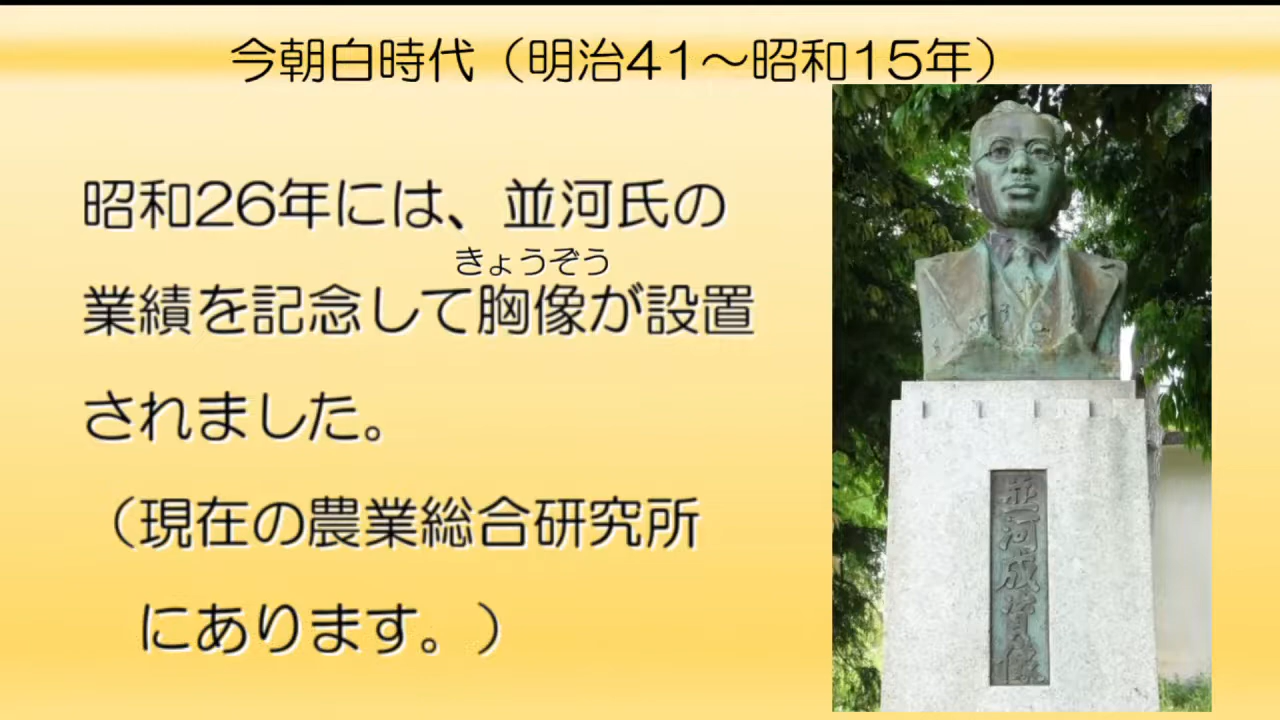 今朝白時代（明治41～昭和15年）
昭和26年には、並河氏の
きょうぞう
業績を記念して胸像が設置
されました。
（現在の農業総合研究所
にあります。）
並河成資像